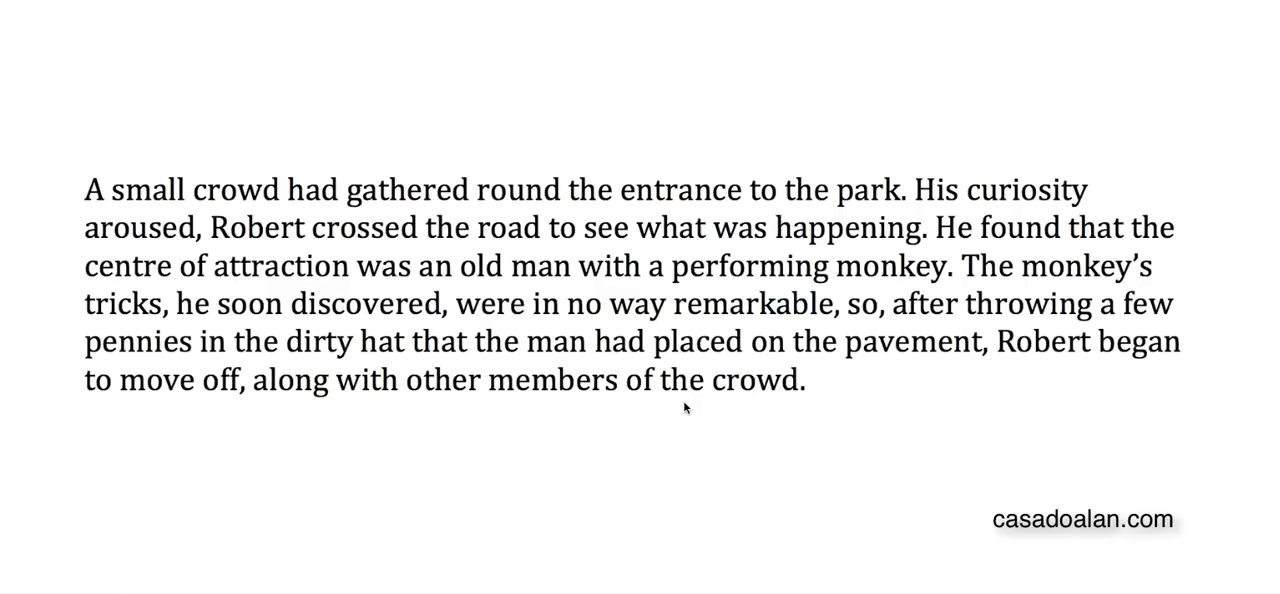 A small crowd had gathered round the entrance to the park. His curiosity
aroused, Robert crossed the road to see what was happening. He found that the
centre of attraction was an old man with a performing monkey. The monkey’s
tricks, he soon discovered, were in no way remarkable, so, after throwing a few
pennies in the dirty hat that the man had placed on the pavement, Robert began
to move off, along with other members of the crowd.
casadoalan.com